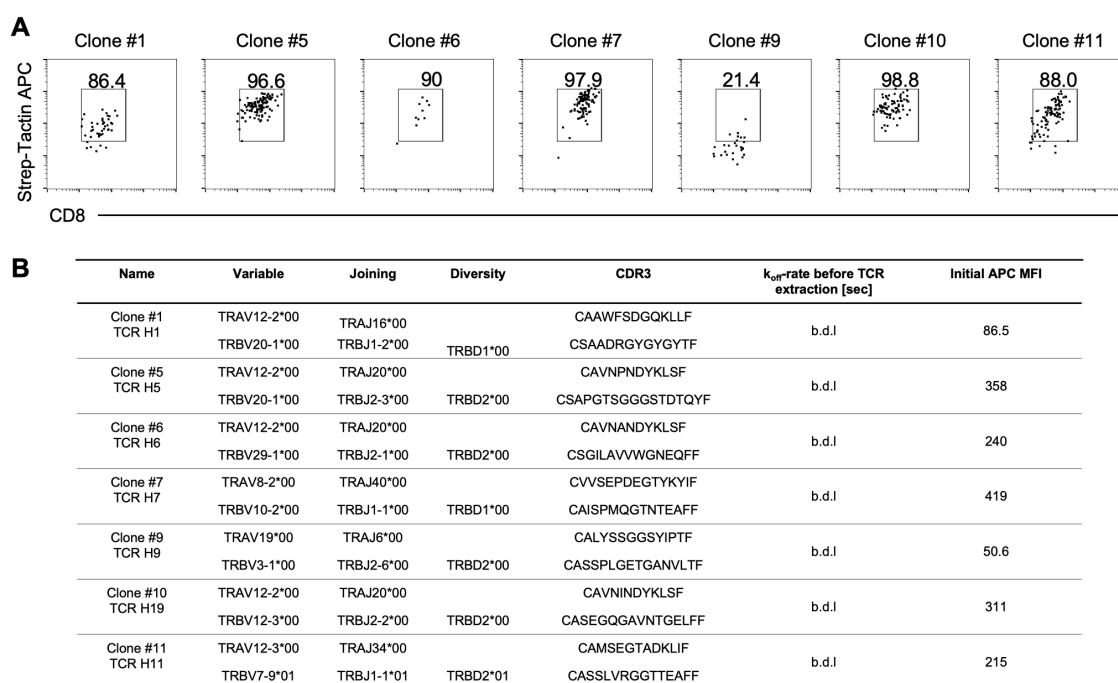 A
Clone #1 Clone #5 Clone #6 Clone #7 Clone #9 Clone #10 Clone #11
86.4 96.6 90 97.9 21.4 98.8 88.0
Strep-Tactin APC
CD8
B
Name Variable Joining Diversity CDR3 koff-rate before TCR extraction [sec] Initial APC MFI
Clone #1 TRAV12-2*00 TRAJ16*00 CAAWFSDGQKLLF
TCR H1 b.d.l 86.5
TRBV20-1*00 TRBJ1-2*00 TRBD1*00 CSAADRGYGYGYTF
Clone #5 TRAV12-2*00 TRAJ20*00 CAVNPNDYKLSF
TCR H5 b.d.l 358
TRBV20-1*00 TRBJ2-3*00 TRBD2*00 CSAPGTSGGGSTDTQYF
Clone #6 TRAV12-2*00 TRAJ20*00 CAVNANDYKLSF
TCR H6 b.d.l 240
TRBV29-1*00 TRBJ2-1*00 TRBD2*00 CSGILAVVWGNEQFF
Clone #7 TRAV8-2*00 TRAJ40*00 CVVSEPDEGTYKYIF
TCR H7 b.d.l 419
TRBV10-2*00 TRBJ1-1*00 TRBD1*00 CAISPMQGTNTEAFF
Clone #9 TRAV19*00 TRAJ6*00 CALYSSGGSYIPTF
TCR H9 b.d.l 50.6
TRBV3-1*00 TRBJ2-6*00 TRBD2*00 CASSPLGETGANVLTF
Clone #10 TRAV12-2*00 TRAJ20*00 CAVNINDYKLSF
TCR H19 b.d.l 311
TRBV12-3*00 TRBJ2-2*00 TRBD2*00 CASEGQGAVNTGELFF
Clone #11 TRAV12-3*00 TRAJ34*00 CAMSEGTADKLIF
TCR H11 b.d.l 215
TRBV7-9*01 TRBJ1-1*01 TRBD2*01 CASSLVRGGTTEAFF